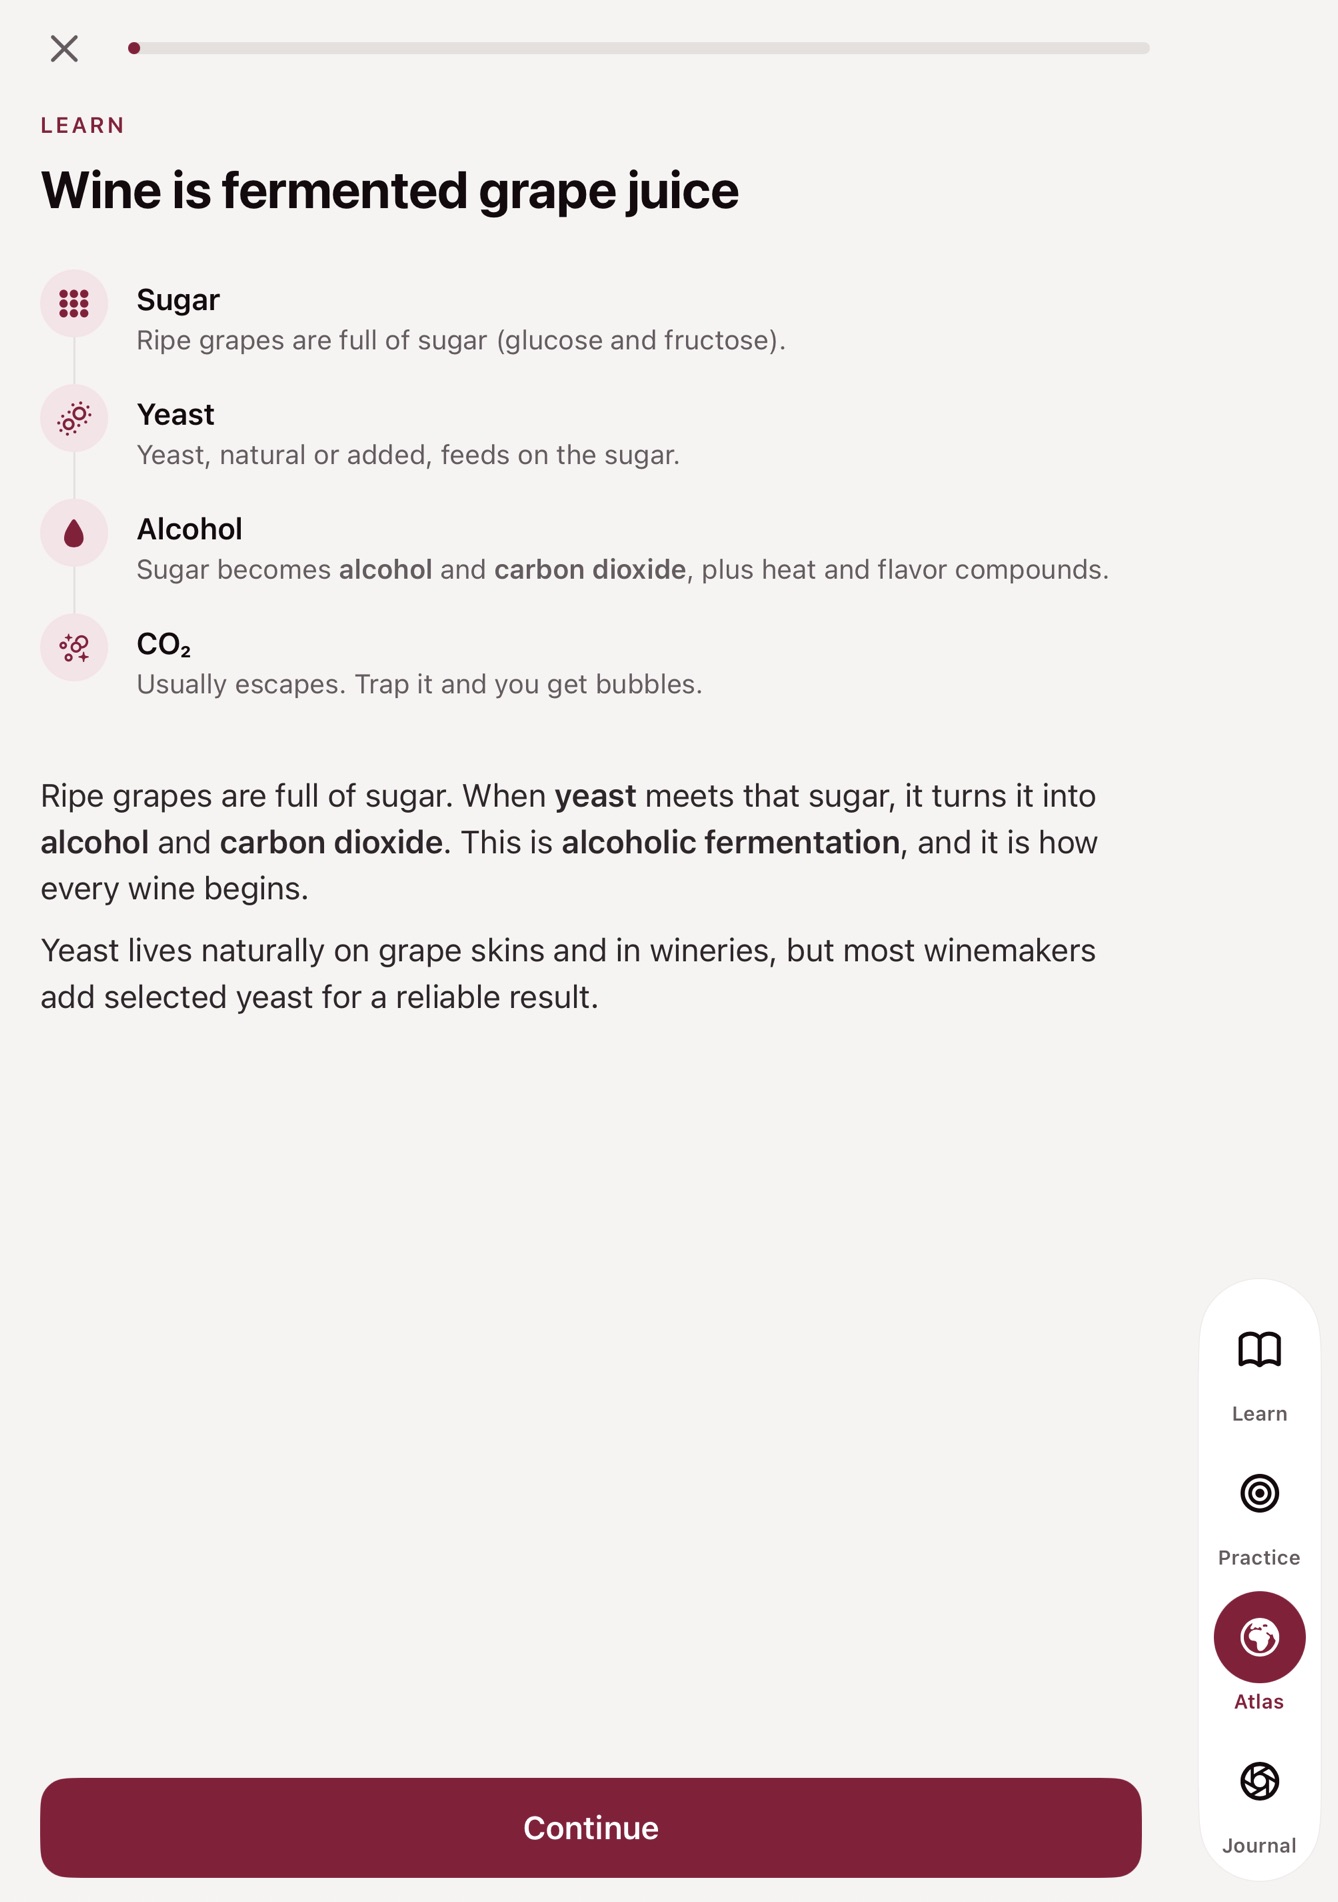 LEARN
Wine is fermented grape juice
Sugar
Ripe grapes are full of sugar (glucose and fructose).
Yeast
Yeast, natural or added, feeds on the sugar.
Alcohol
Sugar becomes alcohol and carbon dioxide, plus heat and flavor compounds.
CO₂
Usually escapes. Trap it and you get bubbles.
Ripe grapes are full of sugar. When yeast meets that sugar, it turns it into
alcohol and carbon dioxide. This is alcoholic fermentation, and it is how
every wine begins.
Yeast lives naturally on grape skins and in wineries, but most winemakers
add selected yeast for a reliable result.
Learn
Practice
Atlas
Journal
Continue